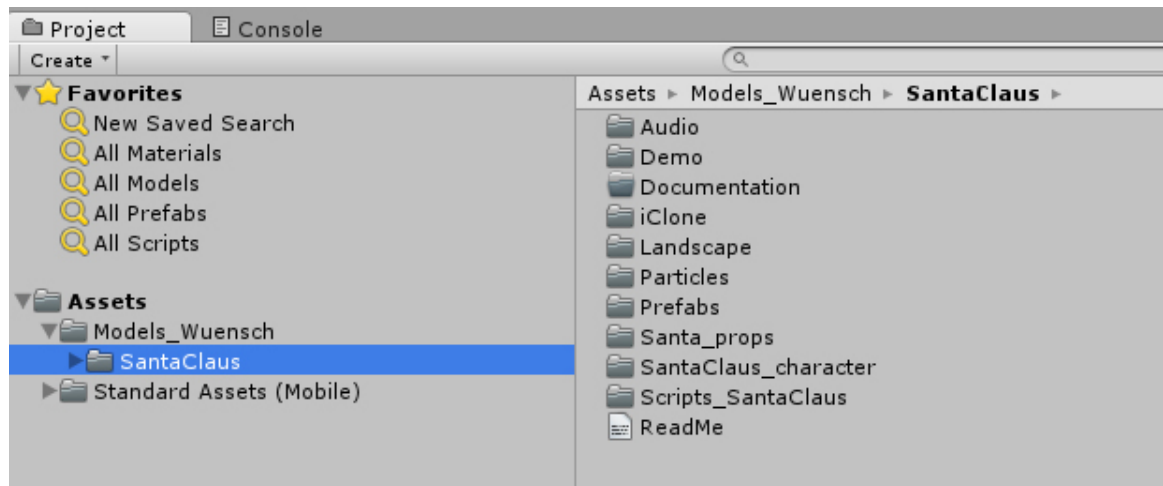 Project
Console
Create
Favorites
New Saved Search
All Materials
All Models
All Prefabs
All Scripts
Assets
Models_Wuensch
SantaClaus
Standard Assets (Mobile)
Assets ▸ Models_Wuensch ▸ SantaClaus ▸
Audio
Demo
Documentation
iClone
Landscape
Particles
Prefabs
Santa_props
SantaClaus_character
Scripts_SantaClaus
ReadMe